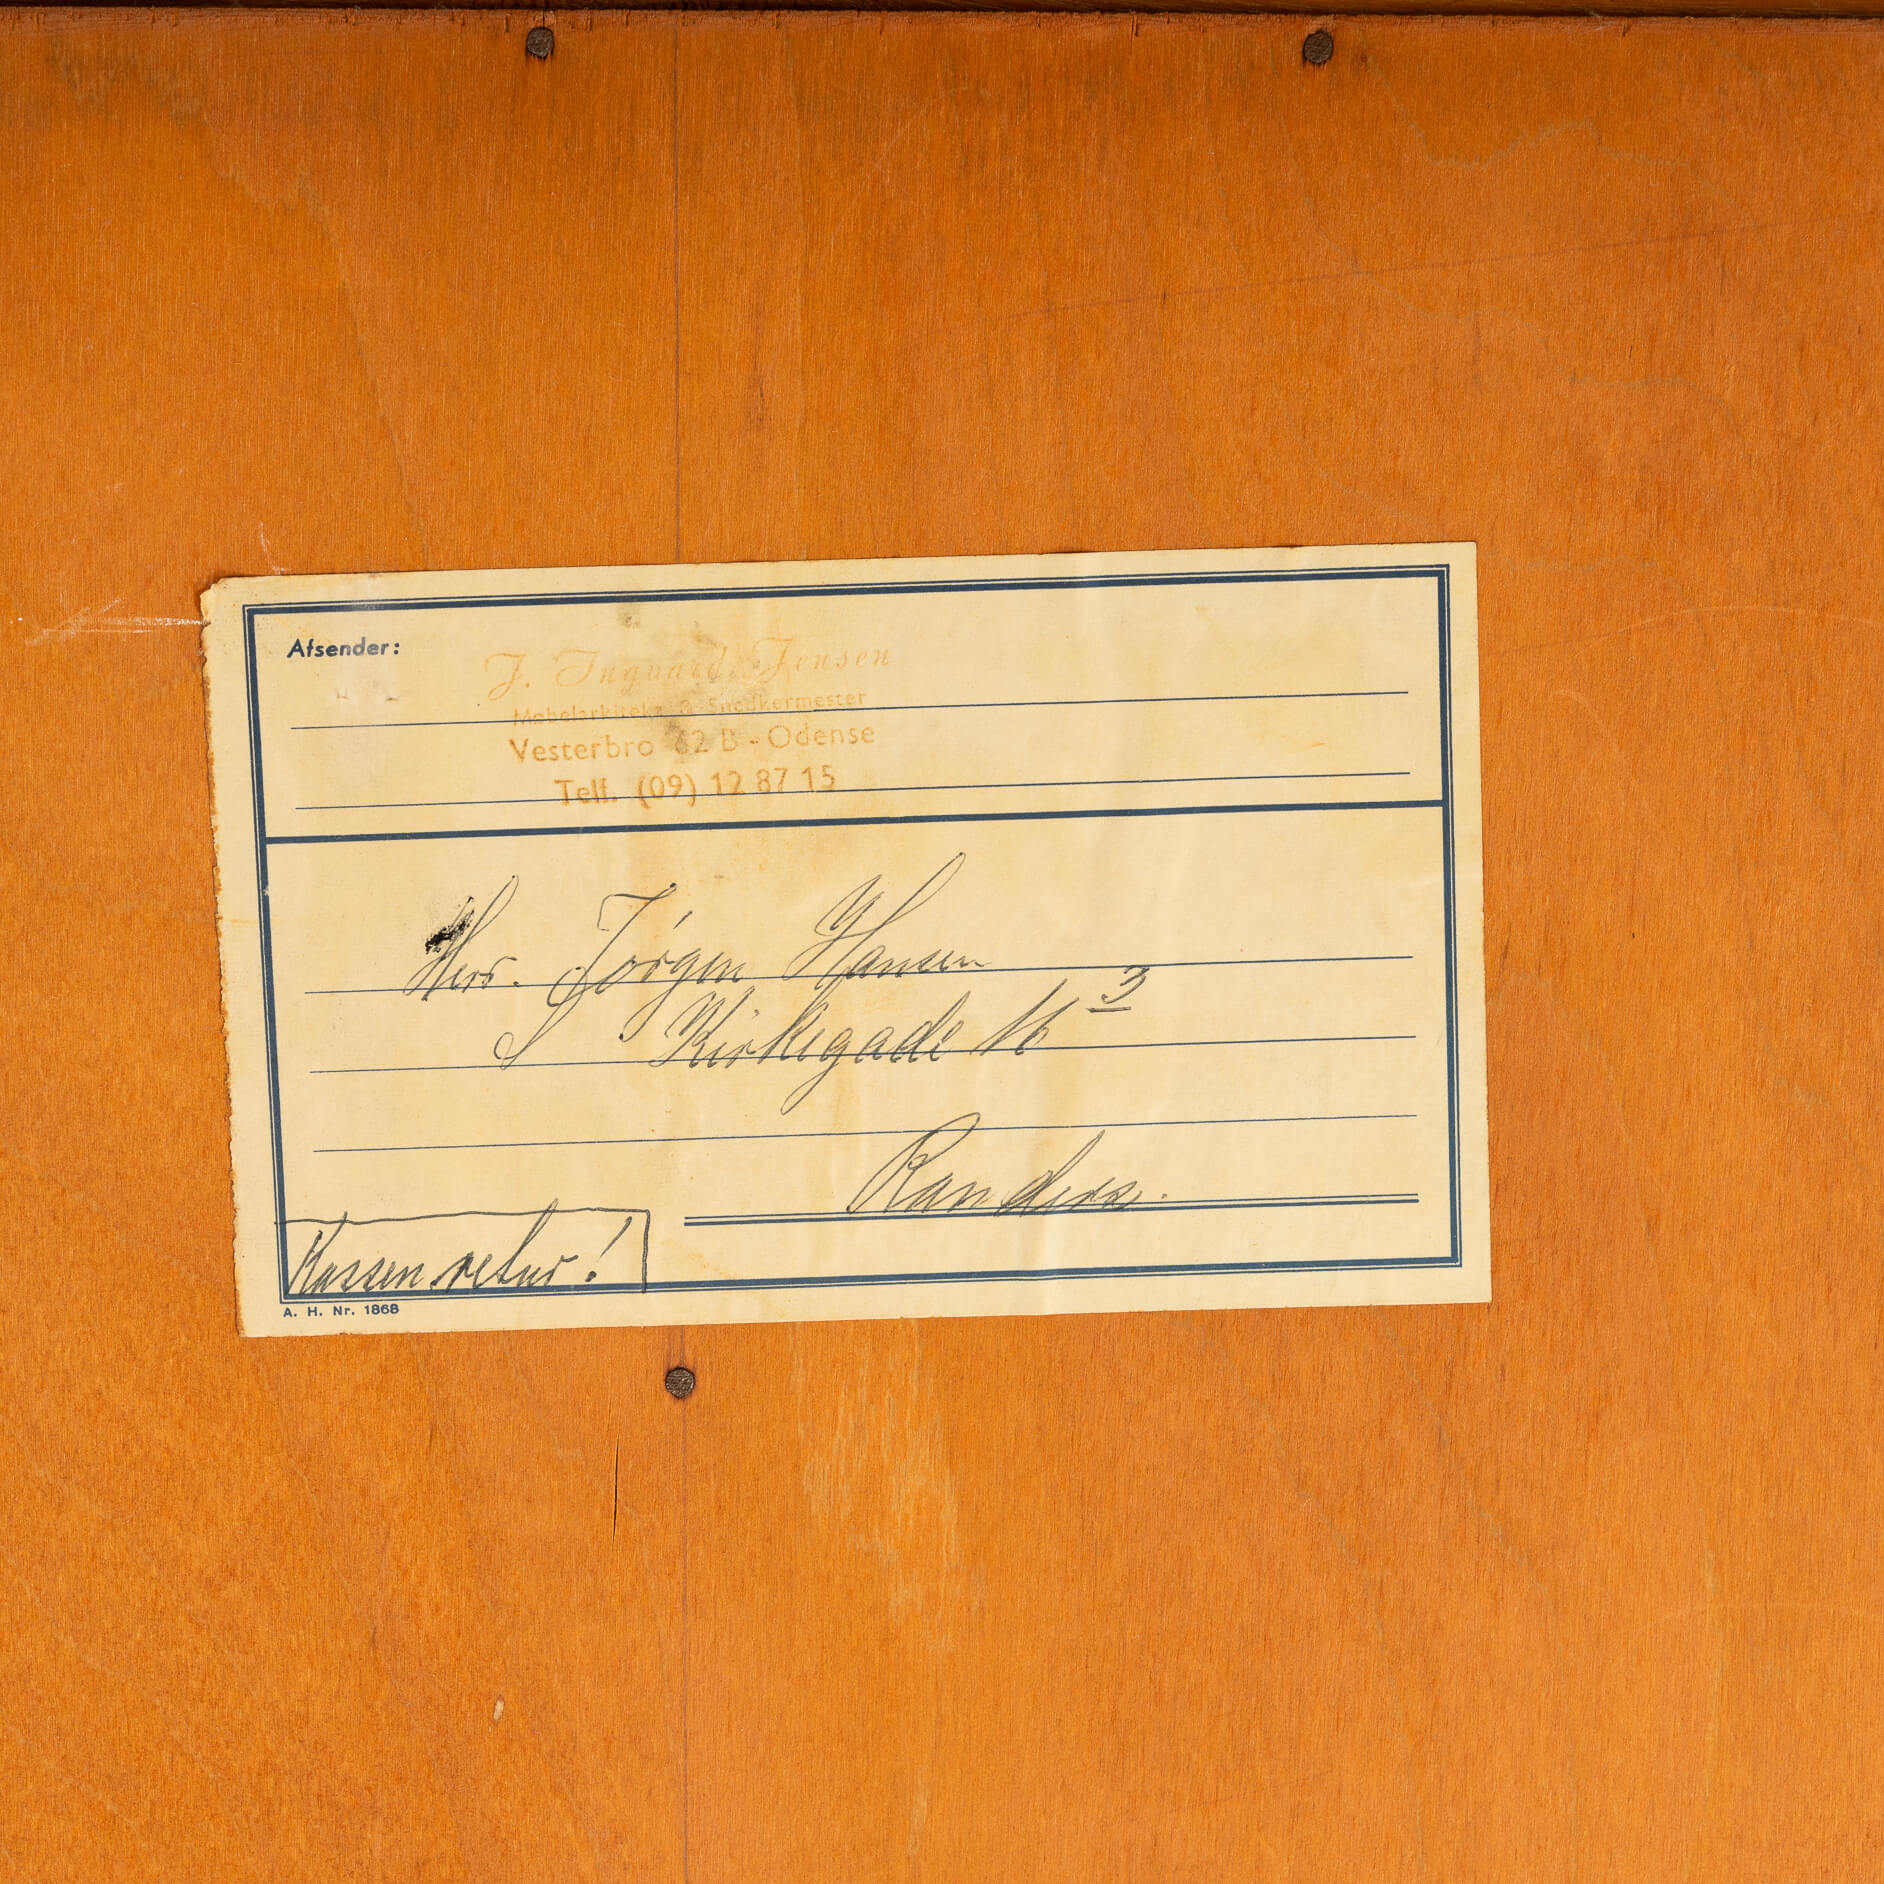 Afsender:
J. Ingvard Jensen
Møbelarkitekt & Snedkermester
Vesterbro 62 B - Odense
Telf. (09) 12 87 15
Herr. Jørgen Hansen
Kirkegade 16 3
Randers.
Kassen retur!
A. H. Nr. 1868